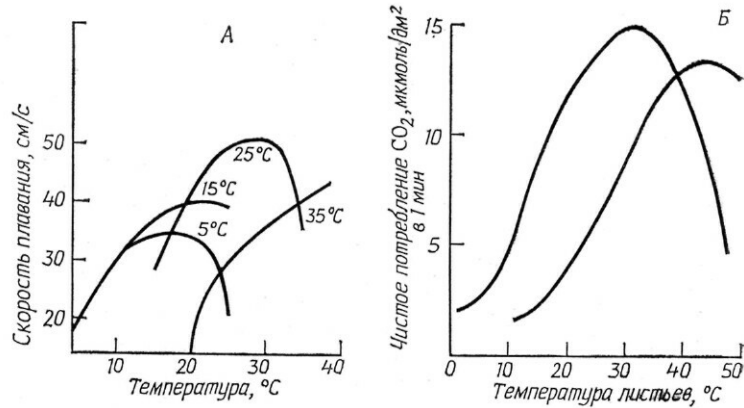 А
Скорость плавания, см/с
50
40
30
20
25°С
15°С
5°С
35°С
10
20
30
40
Температура, °С
Б
Чистое потребление CO₂, мкмоль/дм²
в 1 мин
15
10
5
0
10
20
30
40
50
Температура листьев, °С